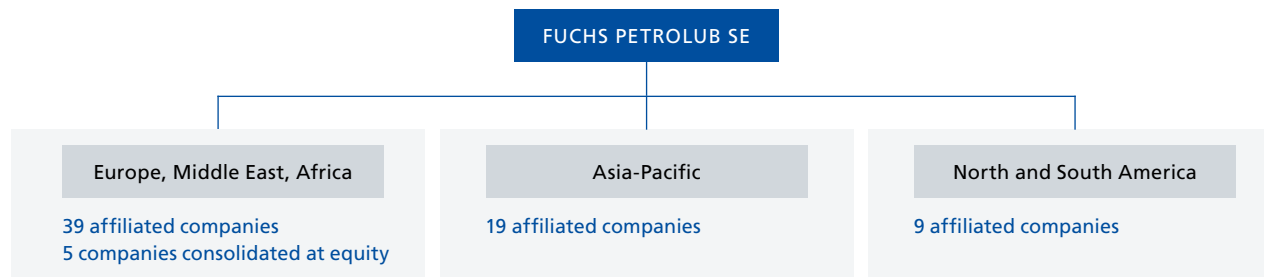 FUCHS PETROLUB SE
Europe, Middle East, Africa
39 affiliated companies
5 companies consolidated at equity
Asia-Pacific
19 affiliated companies
North and South America
9 affiliated companies